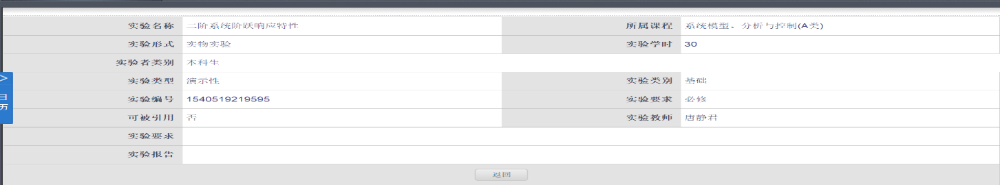 实验名称 二阶系统阶跃响应特性 所属课程 系统模型、分析与控制(A类)
实验形式 实物实验 实验学时 30
实验者类别 本科生
实验类型 演示性 实验类别 基础
实验编号 1540519219595 实验要求 必修
可被引用 否 实验教师 唐静君
实验要求
实验报告
返回
>
日
历